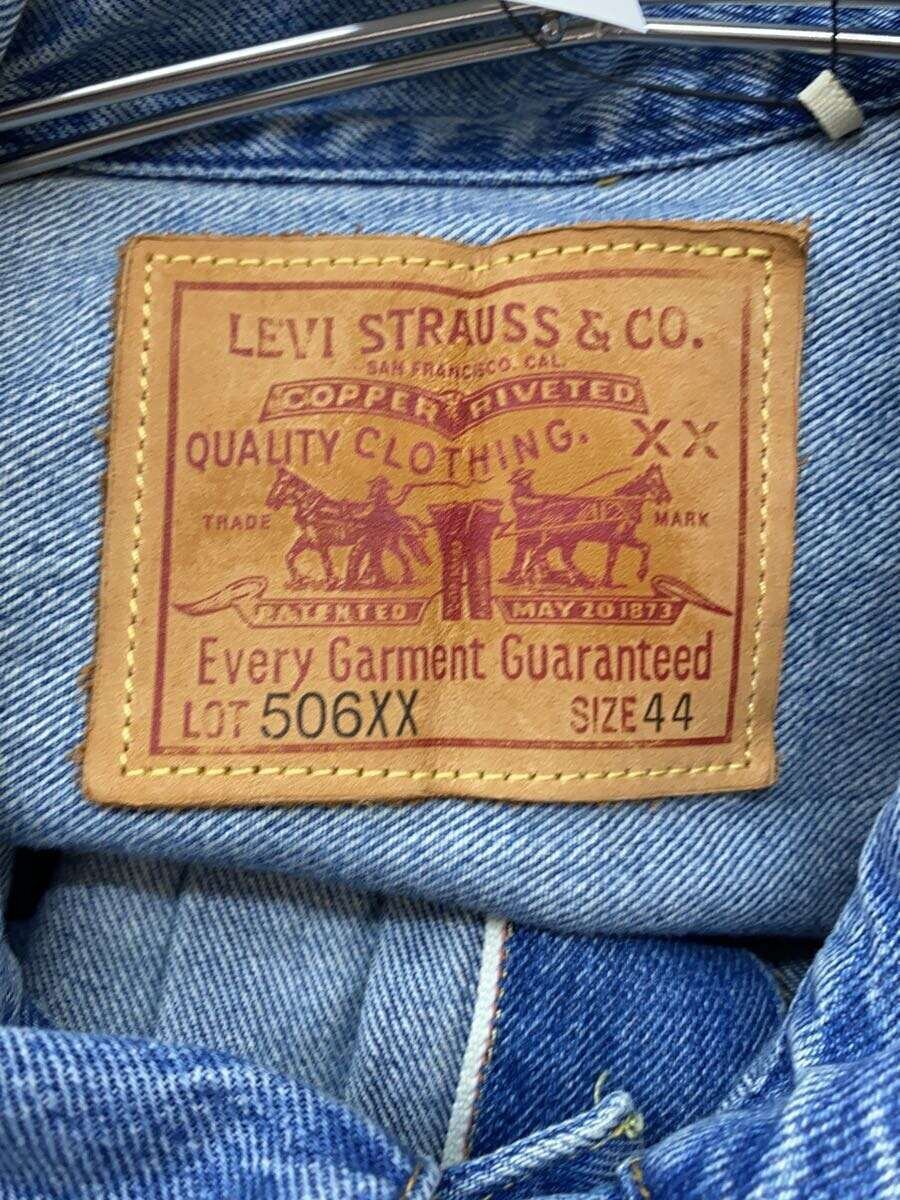 LEVI STRAUSS & CO.
SAN FRANCISCO, CAL.
COPPER RIVETED
QUALITY CLOTHING. XX
TRADE MARK
PATENTED MAY 20 1873
Every Garment Guaranteed
LOT 506XX SIZE 44